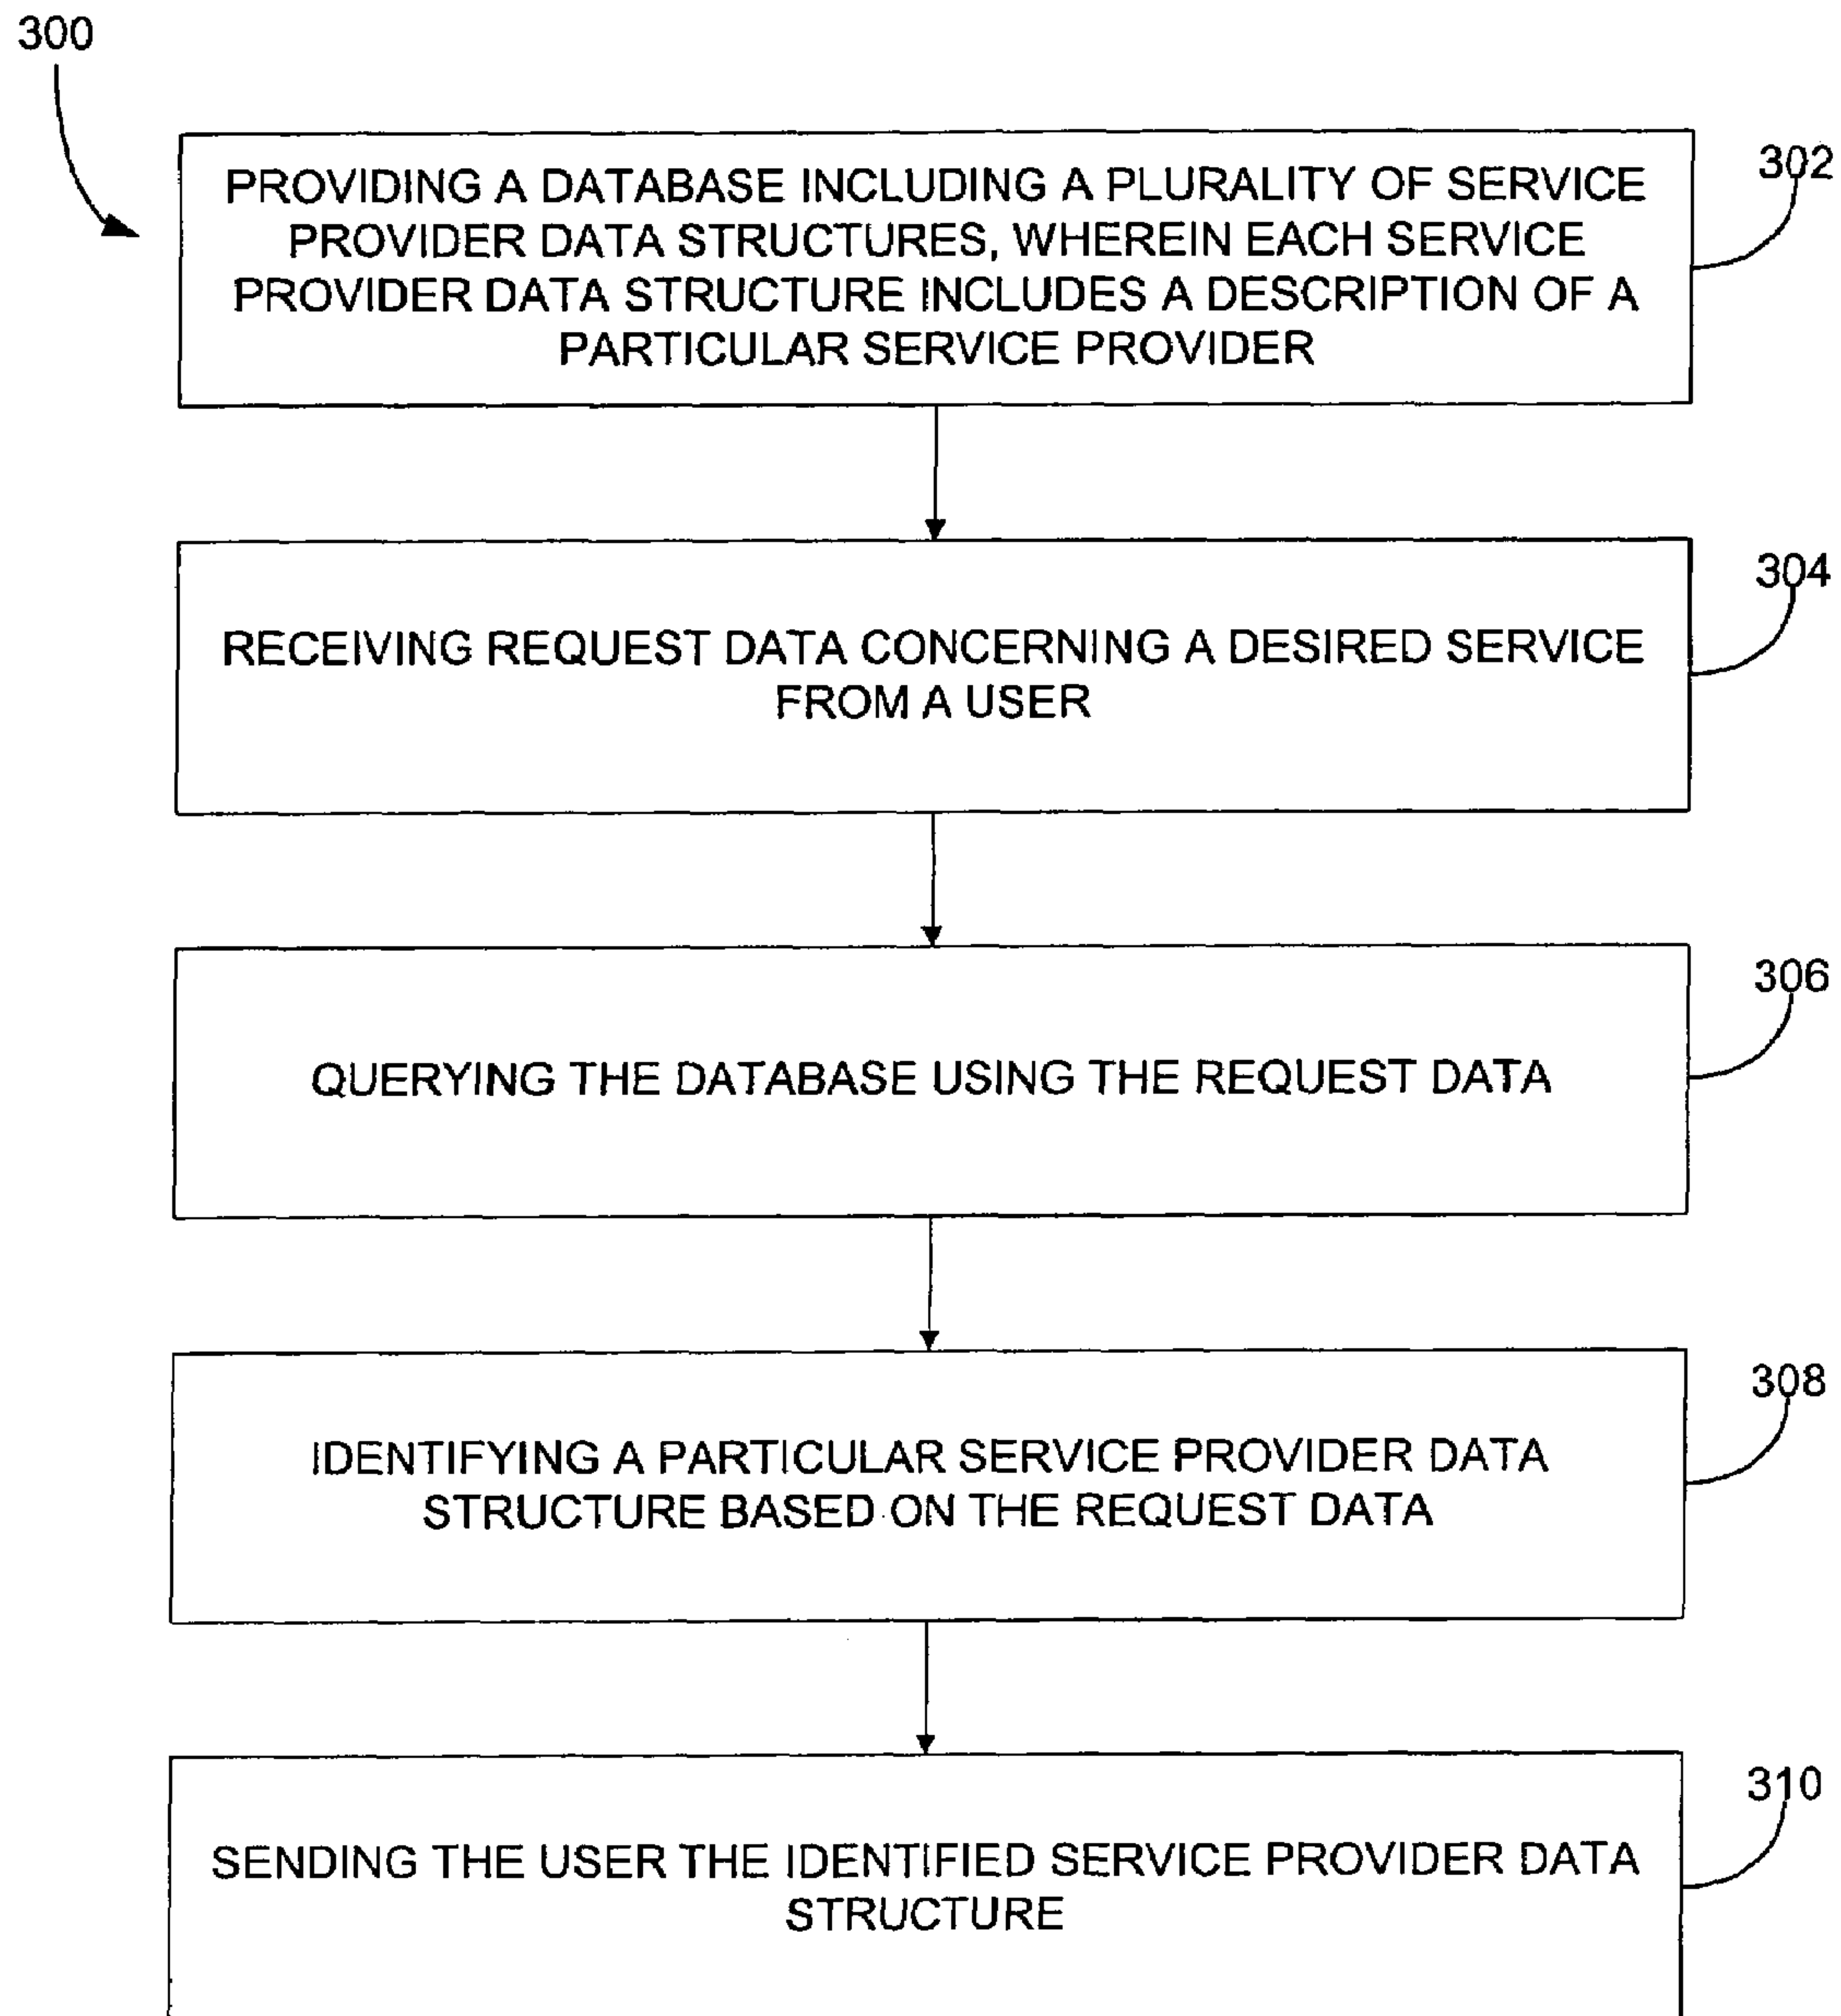 300
302
PROVIDING A DATABASE INCLUDING A PLURALITY OF SERVICE
PROVIDER DATA STRUCTURES, WHEREIN EACH SERVICE
PROVIDER DATA STRUCTURE INCLUDES A DESCRIPTION OF A
PARTICULAR SERVICE PROVIDER
304
RECEIVING REQUEST DATA CONCERNING A DESIRED SERVICE
FROM A USER
306
QUERYING THE DATABASE USING THE REQUEST DATA
308
IDENTIFYING A PARTICULAR SERVICE PROVIDER DATA
STRUCTURE BASED ON THE REQUEST DATA
310
SENDING THE USER THE IDENTIFIED SERVICE PROVIDER DATA
STRUCTURE